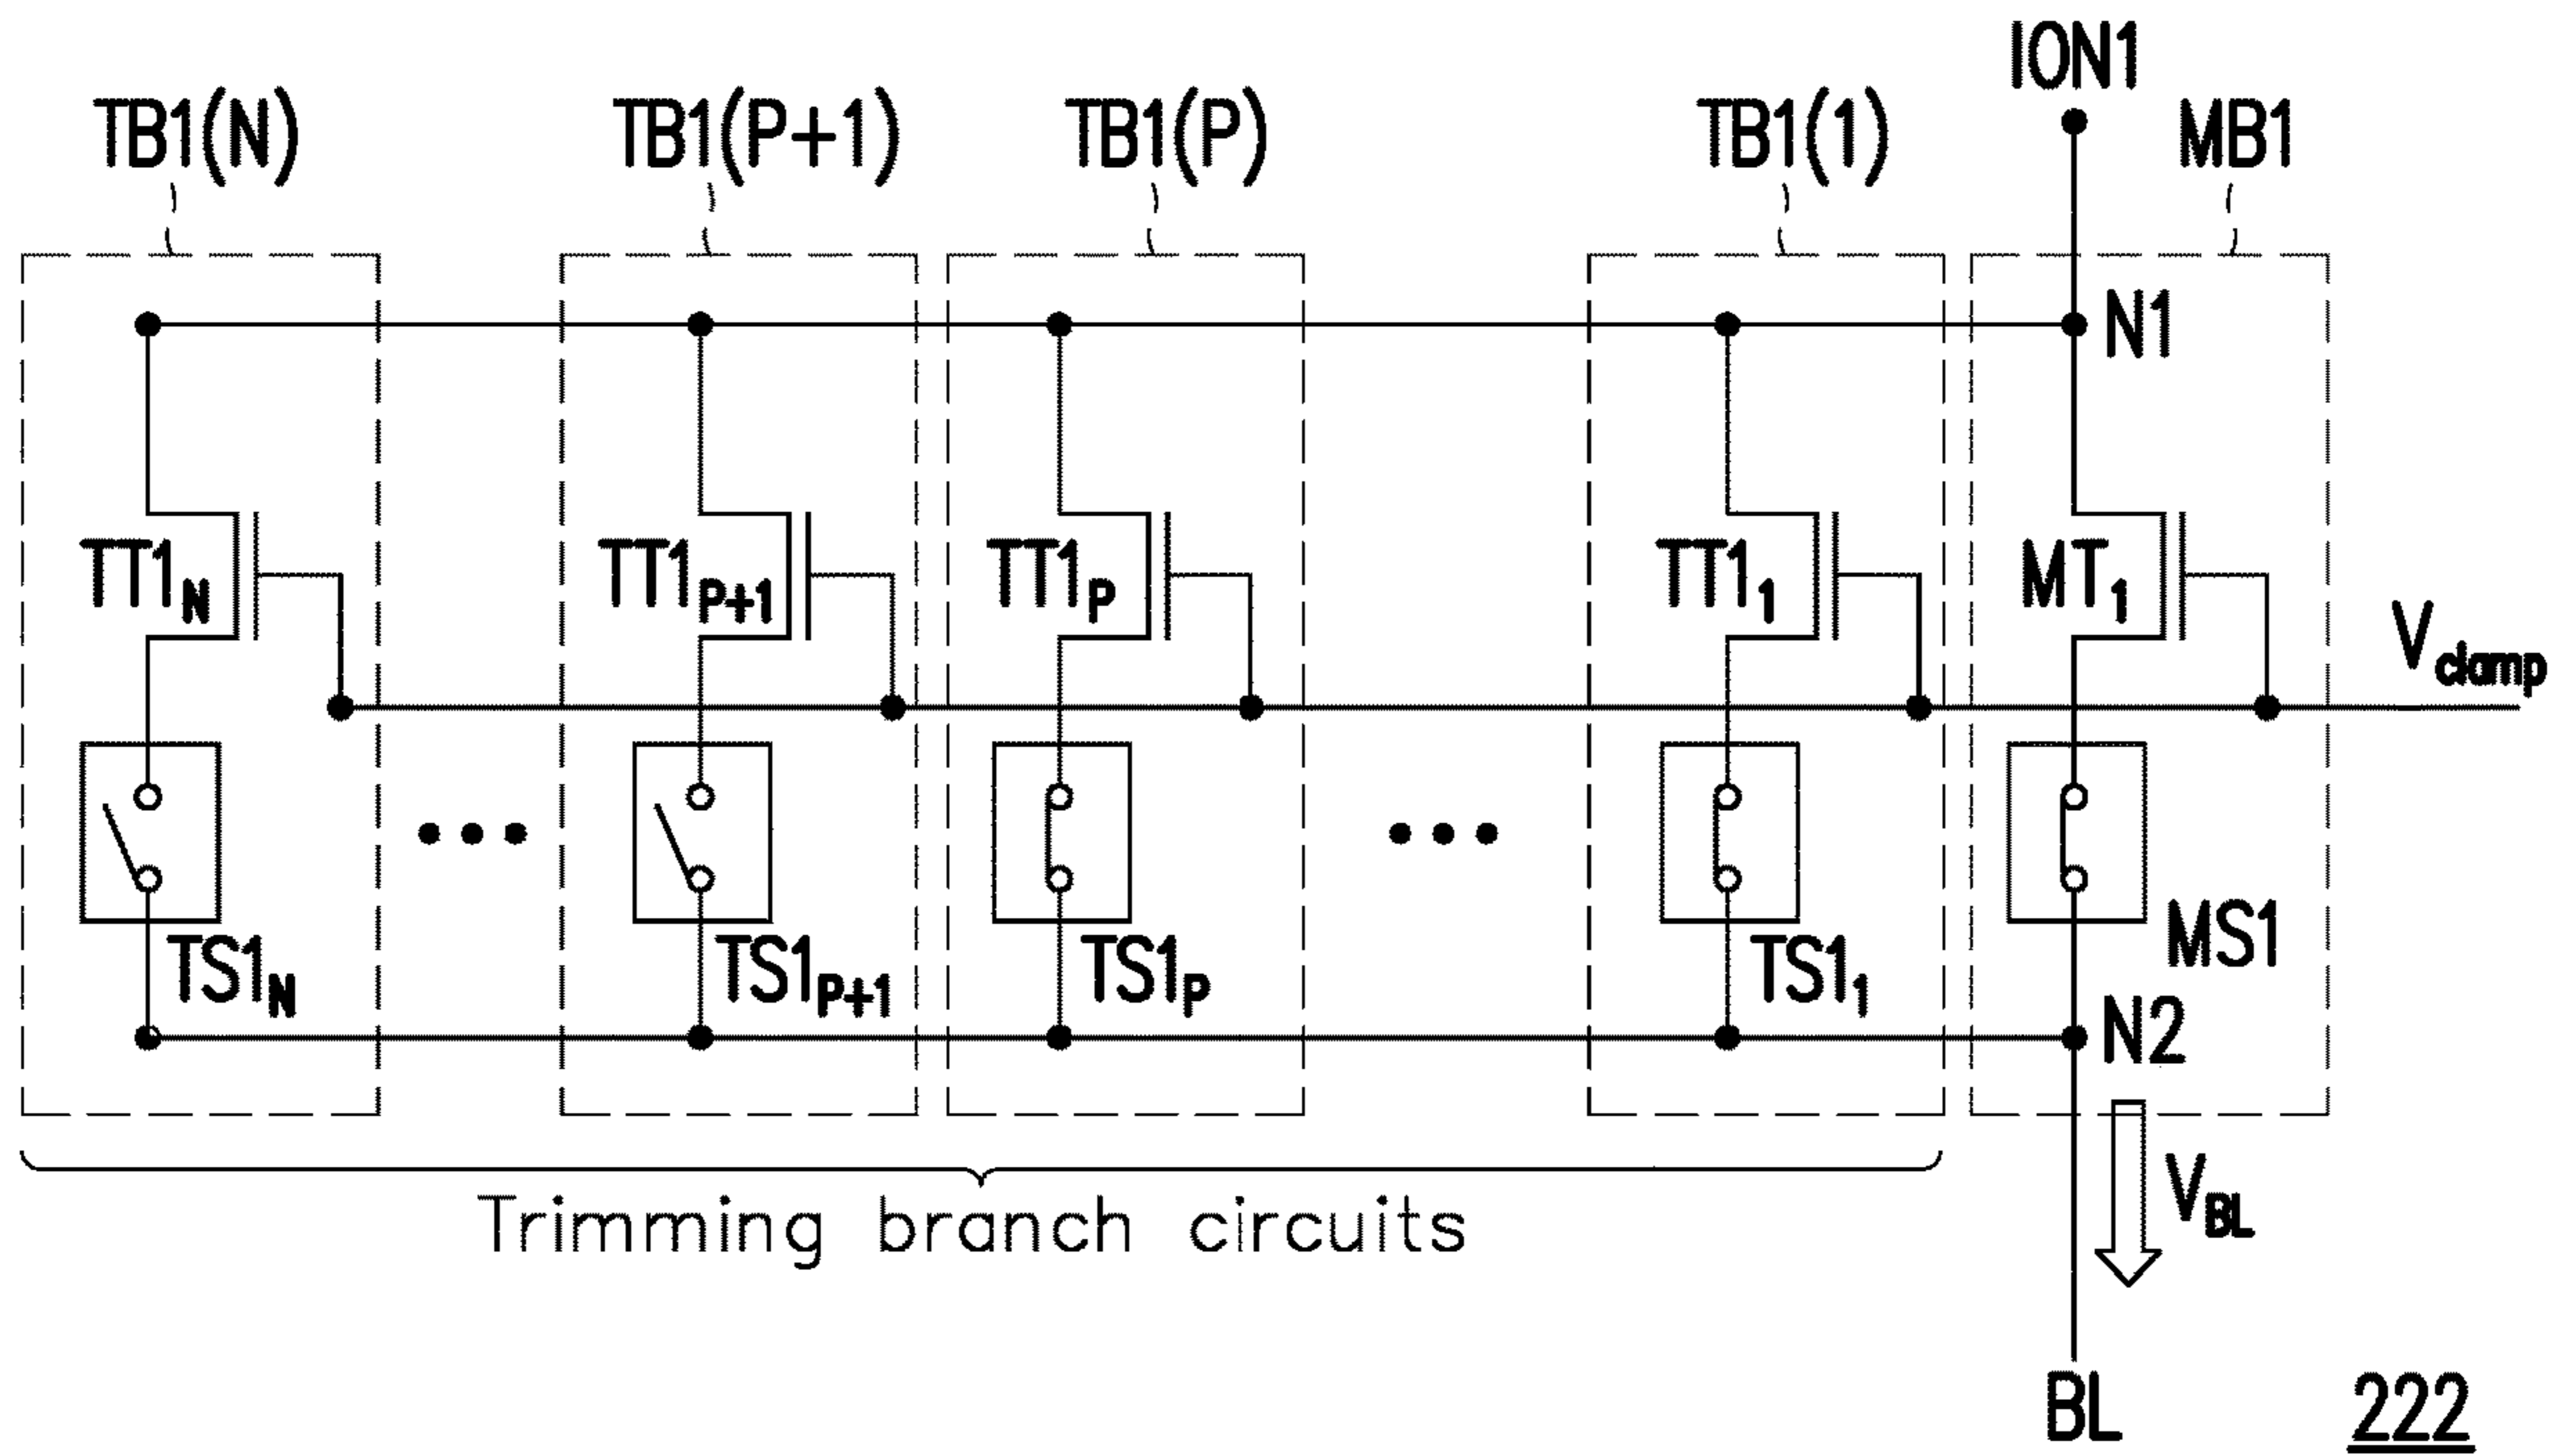 ION1
TB1(N) TB1(P+1) TB1(P) TB1(1) MB1
N1
TT1N TT1P+1 TT1P TT11 MT1
Vclamp
MS1
TS1N TS1P+1 TS1P TS11
N2
VBL
Trimming branch circuits
BL
222